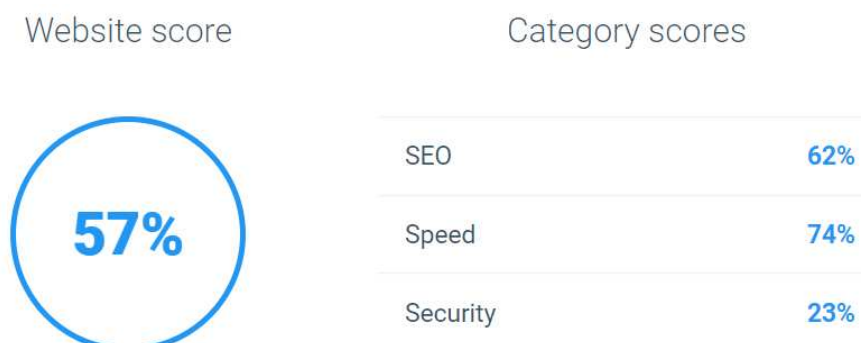 Website score
57%
Category scores
SEO 62%
Speed 74%
Security 23%